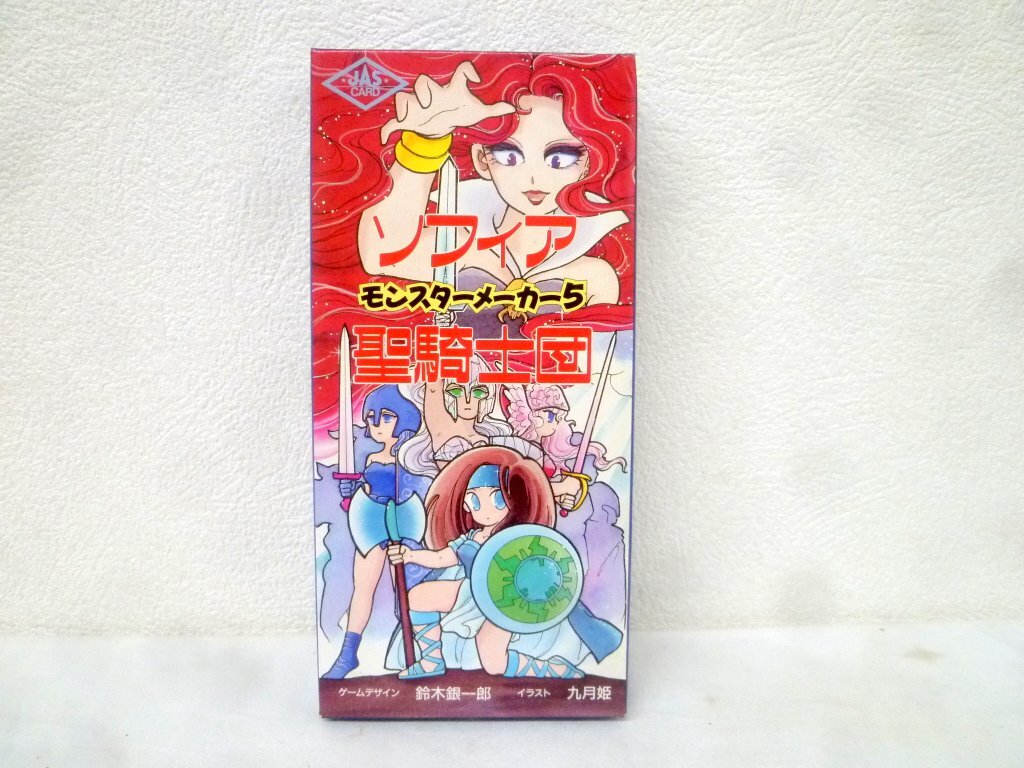 JAS
CARD
ソフィア
モンスターメーカー5
聖騎士団
ゲームデザイン 鈴木銀一郎 イラスト 九月姫